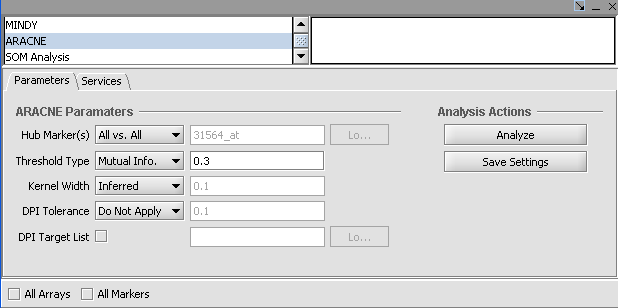 MINDY
ARACNE
SOM Analysis
Parameters Services
ARACNE Paramaters
Hub Marker(s) All vs. All 31564_at Lo...
Threshold Type Mutual Info. 0.3
Kernel Width Inferred 0.1
DPI Tolerance Do Not Apply 0.1
DPI Target List Lo...
Analysis Actions
Analyze
Save Settings
All Arrays All Markers